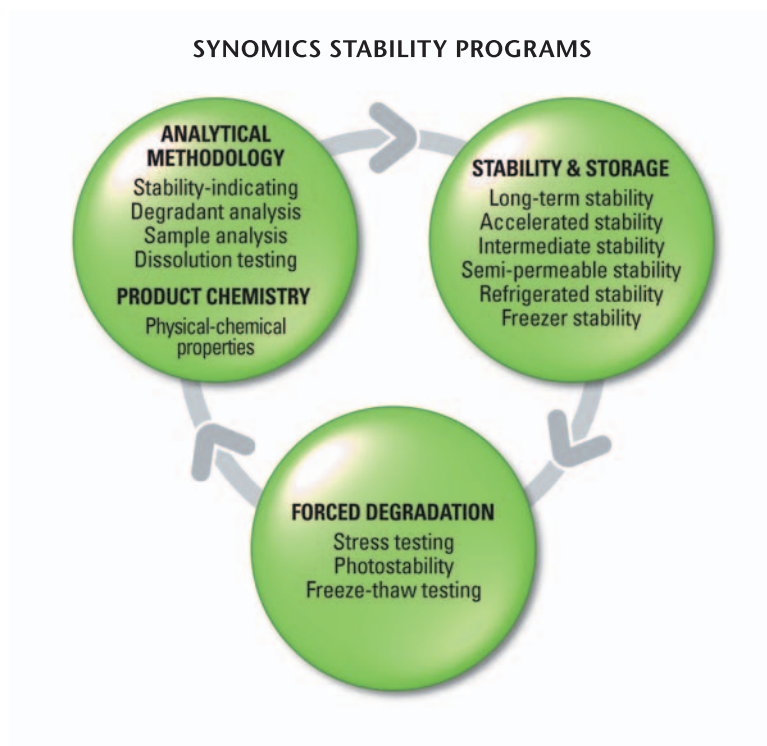 SYNOMICS STABILITY PROGRAMS
ANALYTICAL
METHODOLOGY
Stability-indicating
Degradant analysis
Sample analysis
Dissolution testing
PRODUCT CHEMISTRY
Physical-chemical
properties
STABILITY & STORAGE
Long-term stability
Accelerated stability
Intermediate stability
Semi-permeable stability
Refrigerated stability
Freezer stability
FORCED DEGRADATION
Stress testing
Photostability
Freeze-thaw testing